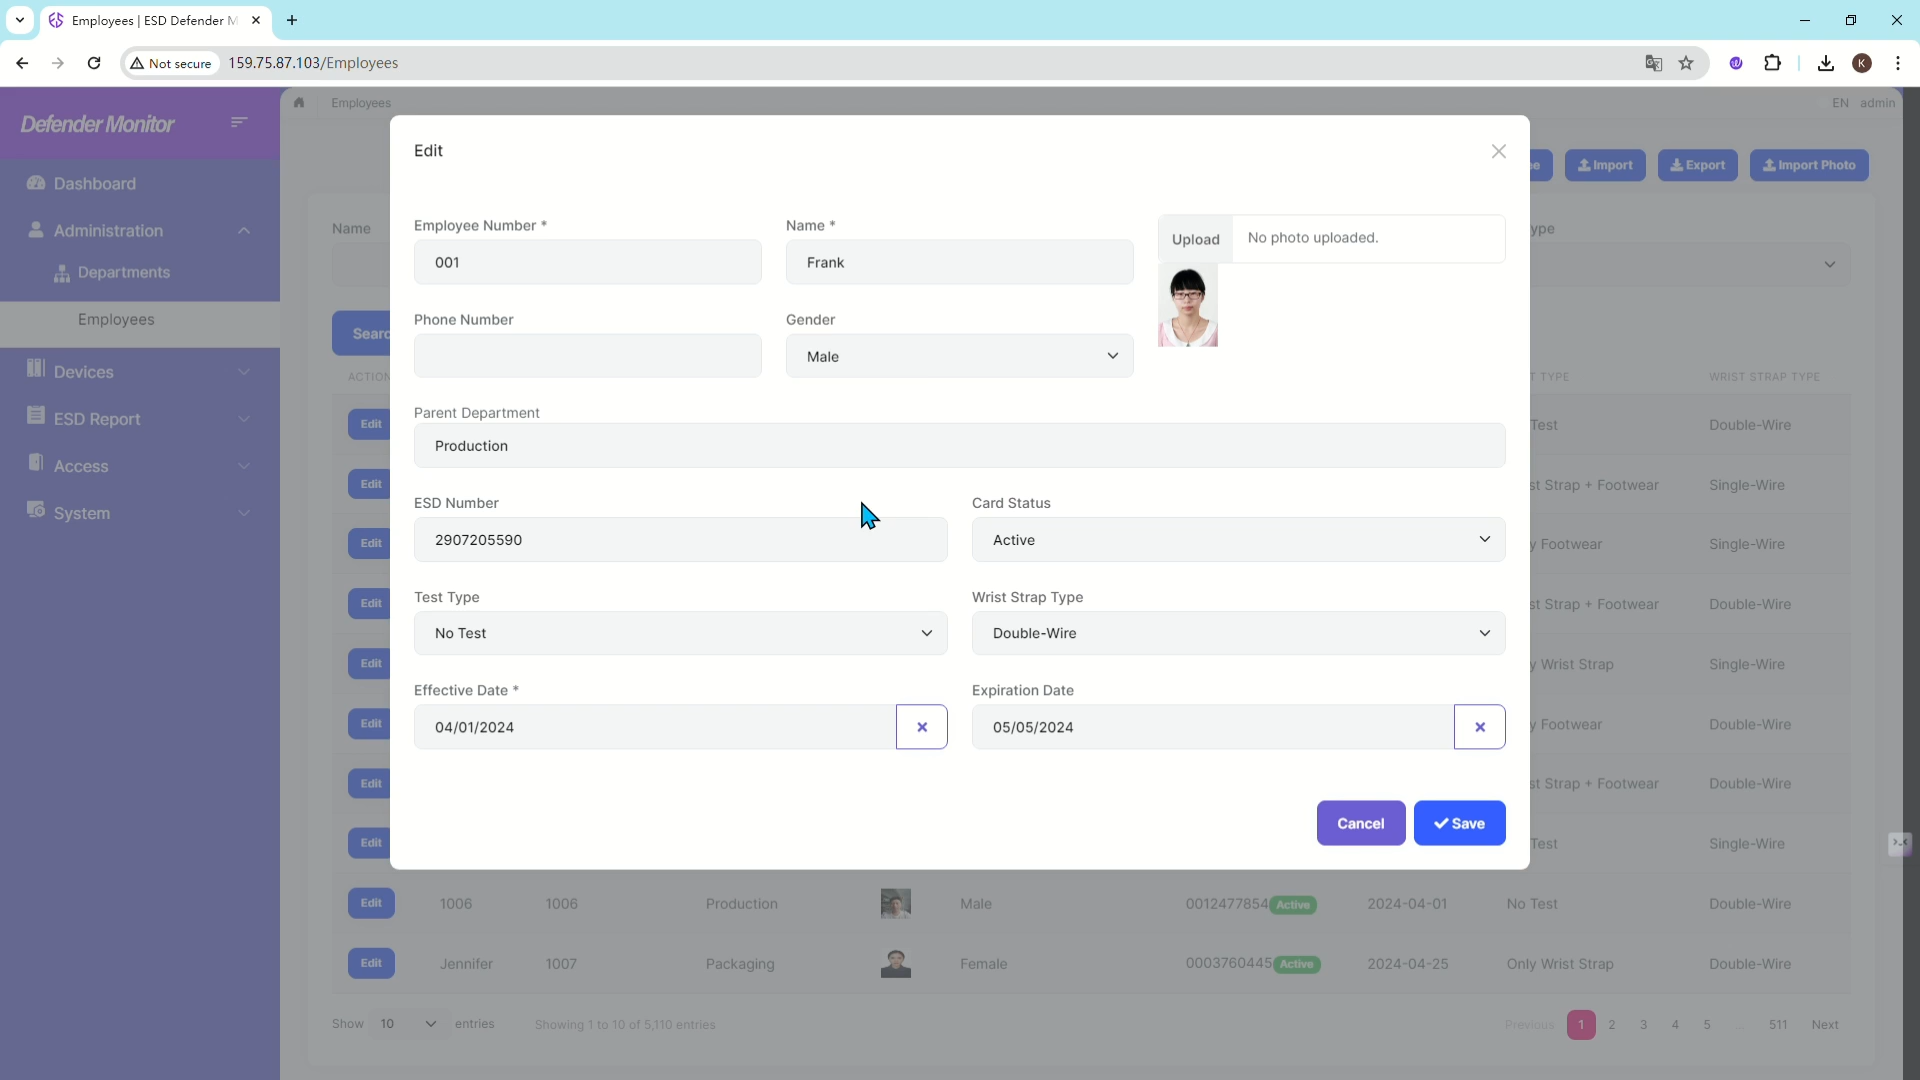 Employees | ESD Defender M
Not secure
159.75.87.103/Employees
K
Defender Monitor
Employees
EN admin
Dashboard
Administration
Departments
Employees
Devices
ESD Report
Access
System
Edit
Import
Export
Import Photo
Name
Employee Number *
Name *
001
Frank
Upload
No photo uploaded.
Phone Number
Gender
Male
Parent Department
Production
ESD Number
Card Status
2907205590
Active
Test Type
Wrist Strap Type
No Test
Double-Wire
Effective Date *
Expiration Date
04/01/2024
05/05/2024
Cancel
Save
TYPE WRIST STRAP TYPE
Edit Test Double-Wire
Edit Strap + Footwear Single-Wire
Edit Footwear Single-Wire
Edit Strap + Footwear Double-Wire
Edit Wrist Strap Single-Wire
Edit Footwear Double-Wire
Edit Strap + Footwear Double-Wire
Edit Test Single-Wire
Edit 1006 1006 Production Male 0012477854 Active 2024-04-01 No Test Double-Wire
Edit Jennifer 1007 Packaging Female 0003760445 Active 2024-04-25 Only Wrist Strap Double-Wire
Show 10 entries Showing 1 to 10 of 5,110 entries
Previous 1 2 3 4 5 ... 511 Next